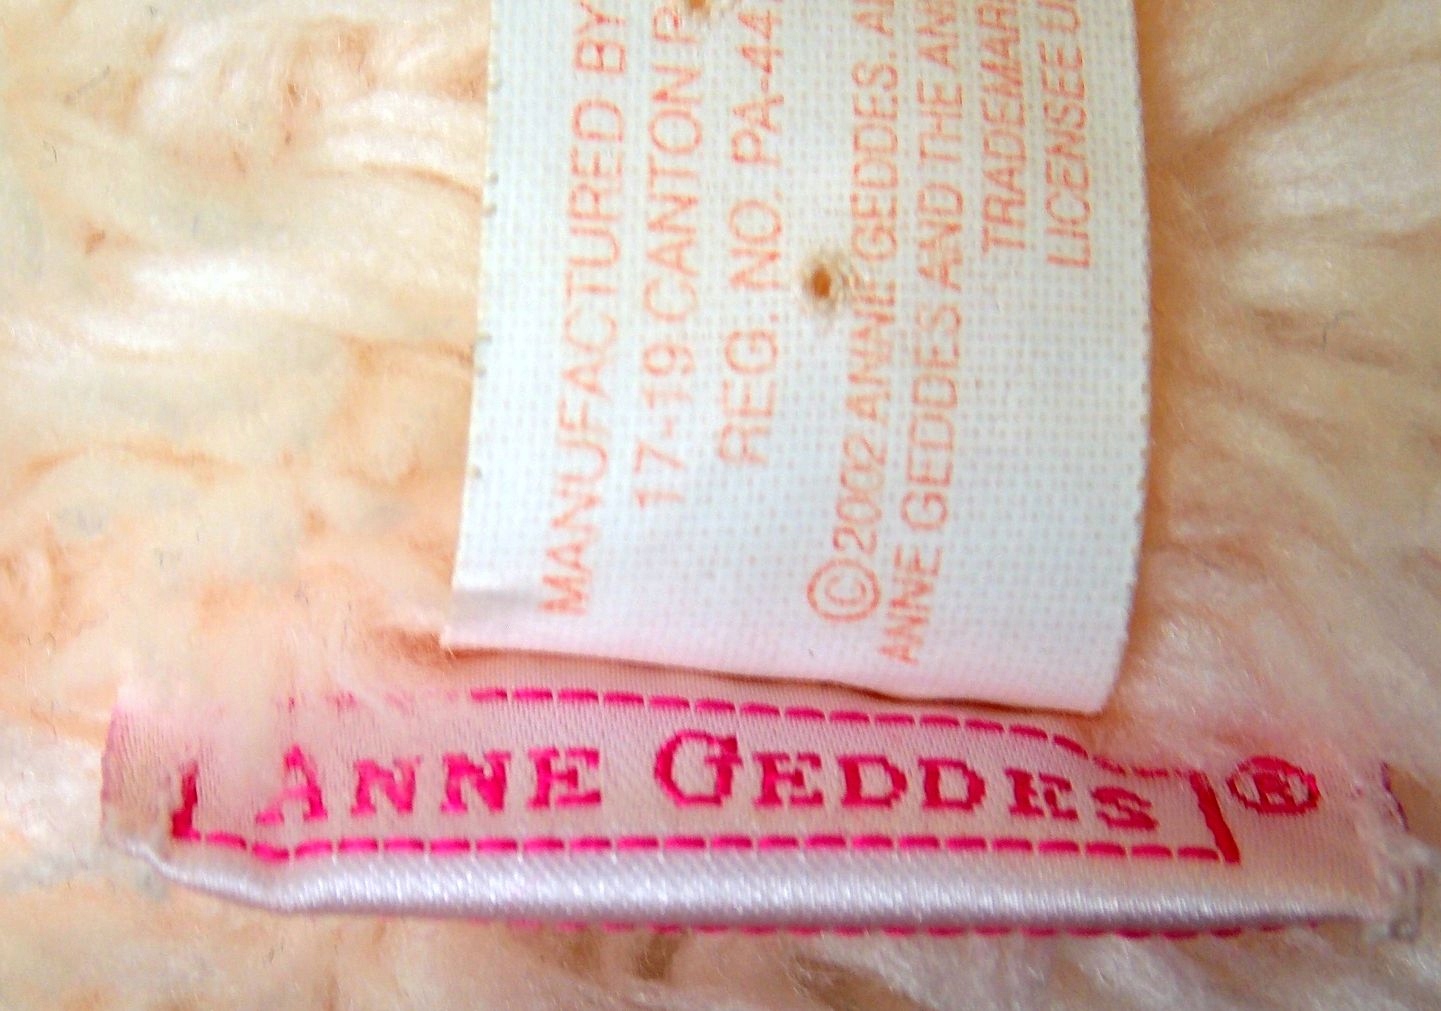 MANUFACTURED BY
17-19 CANTON
REG. NO. PA-44
©2002 ANNE GEDDES.
ANNE GEDDES AND THE
TRADEMAR
LICENSEE
ANNE GEDDES ®